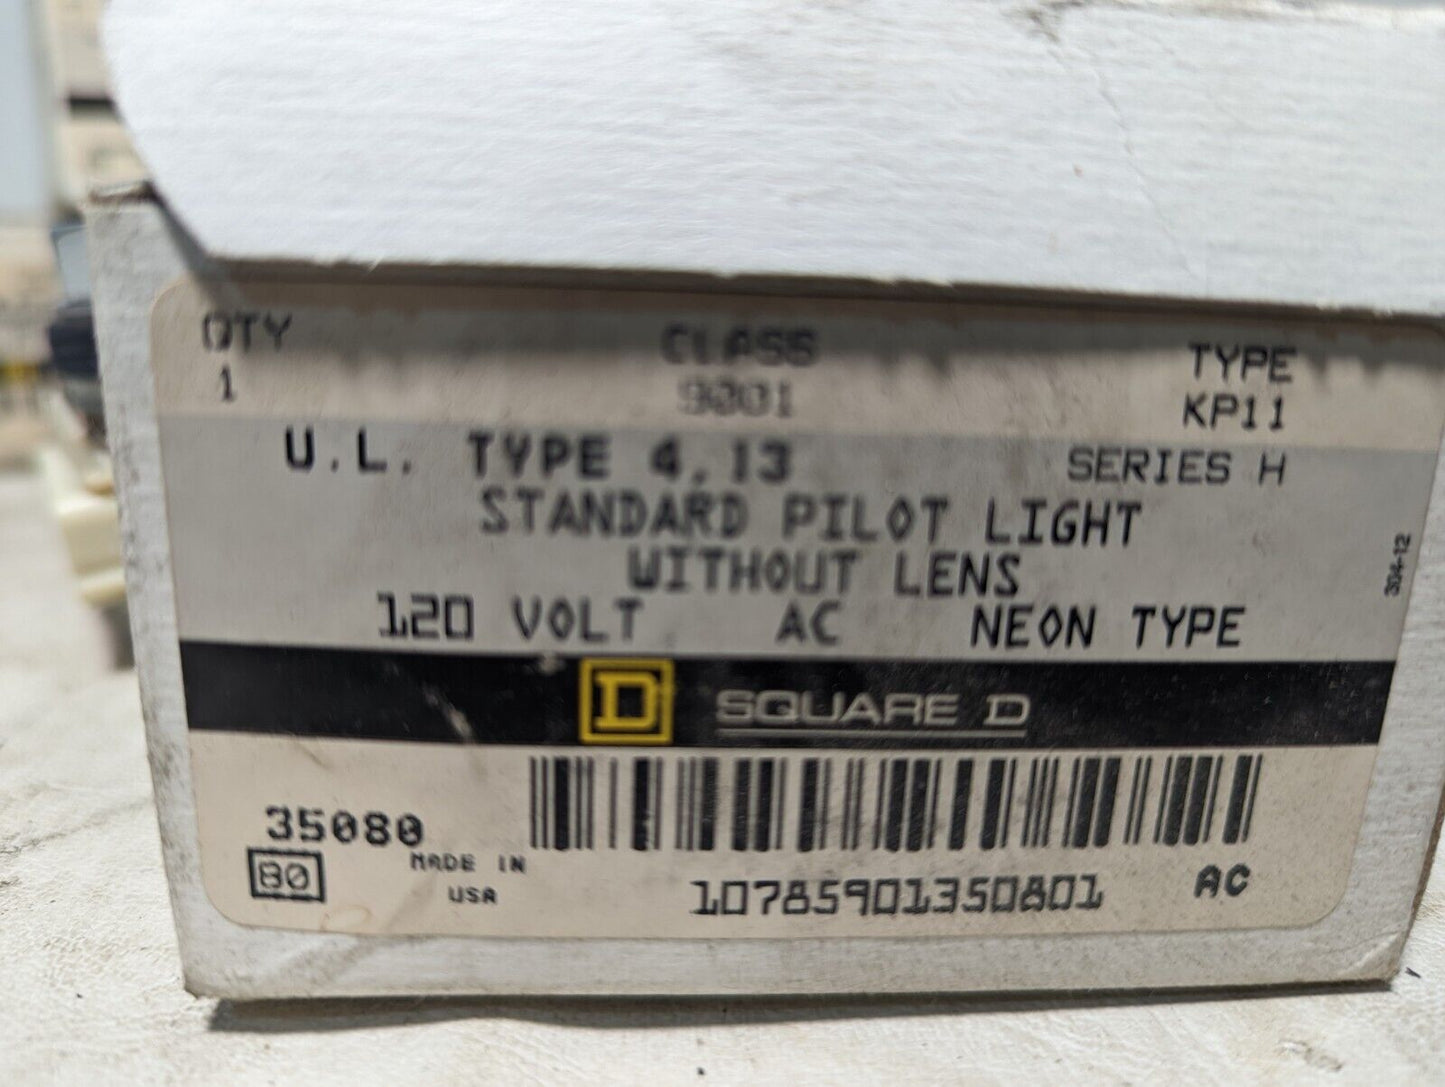 QTY CLASS TYPE
1 9001 KP11
U.L. TYPE 4,13 SERIES H
STANDARD PILOT LIGHT
WITHOUT LENS
120 VOLT AC NEON TYPE
304-12
D SQUARE D
35080
80 MADE IN
USA
10785901350801 AC